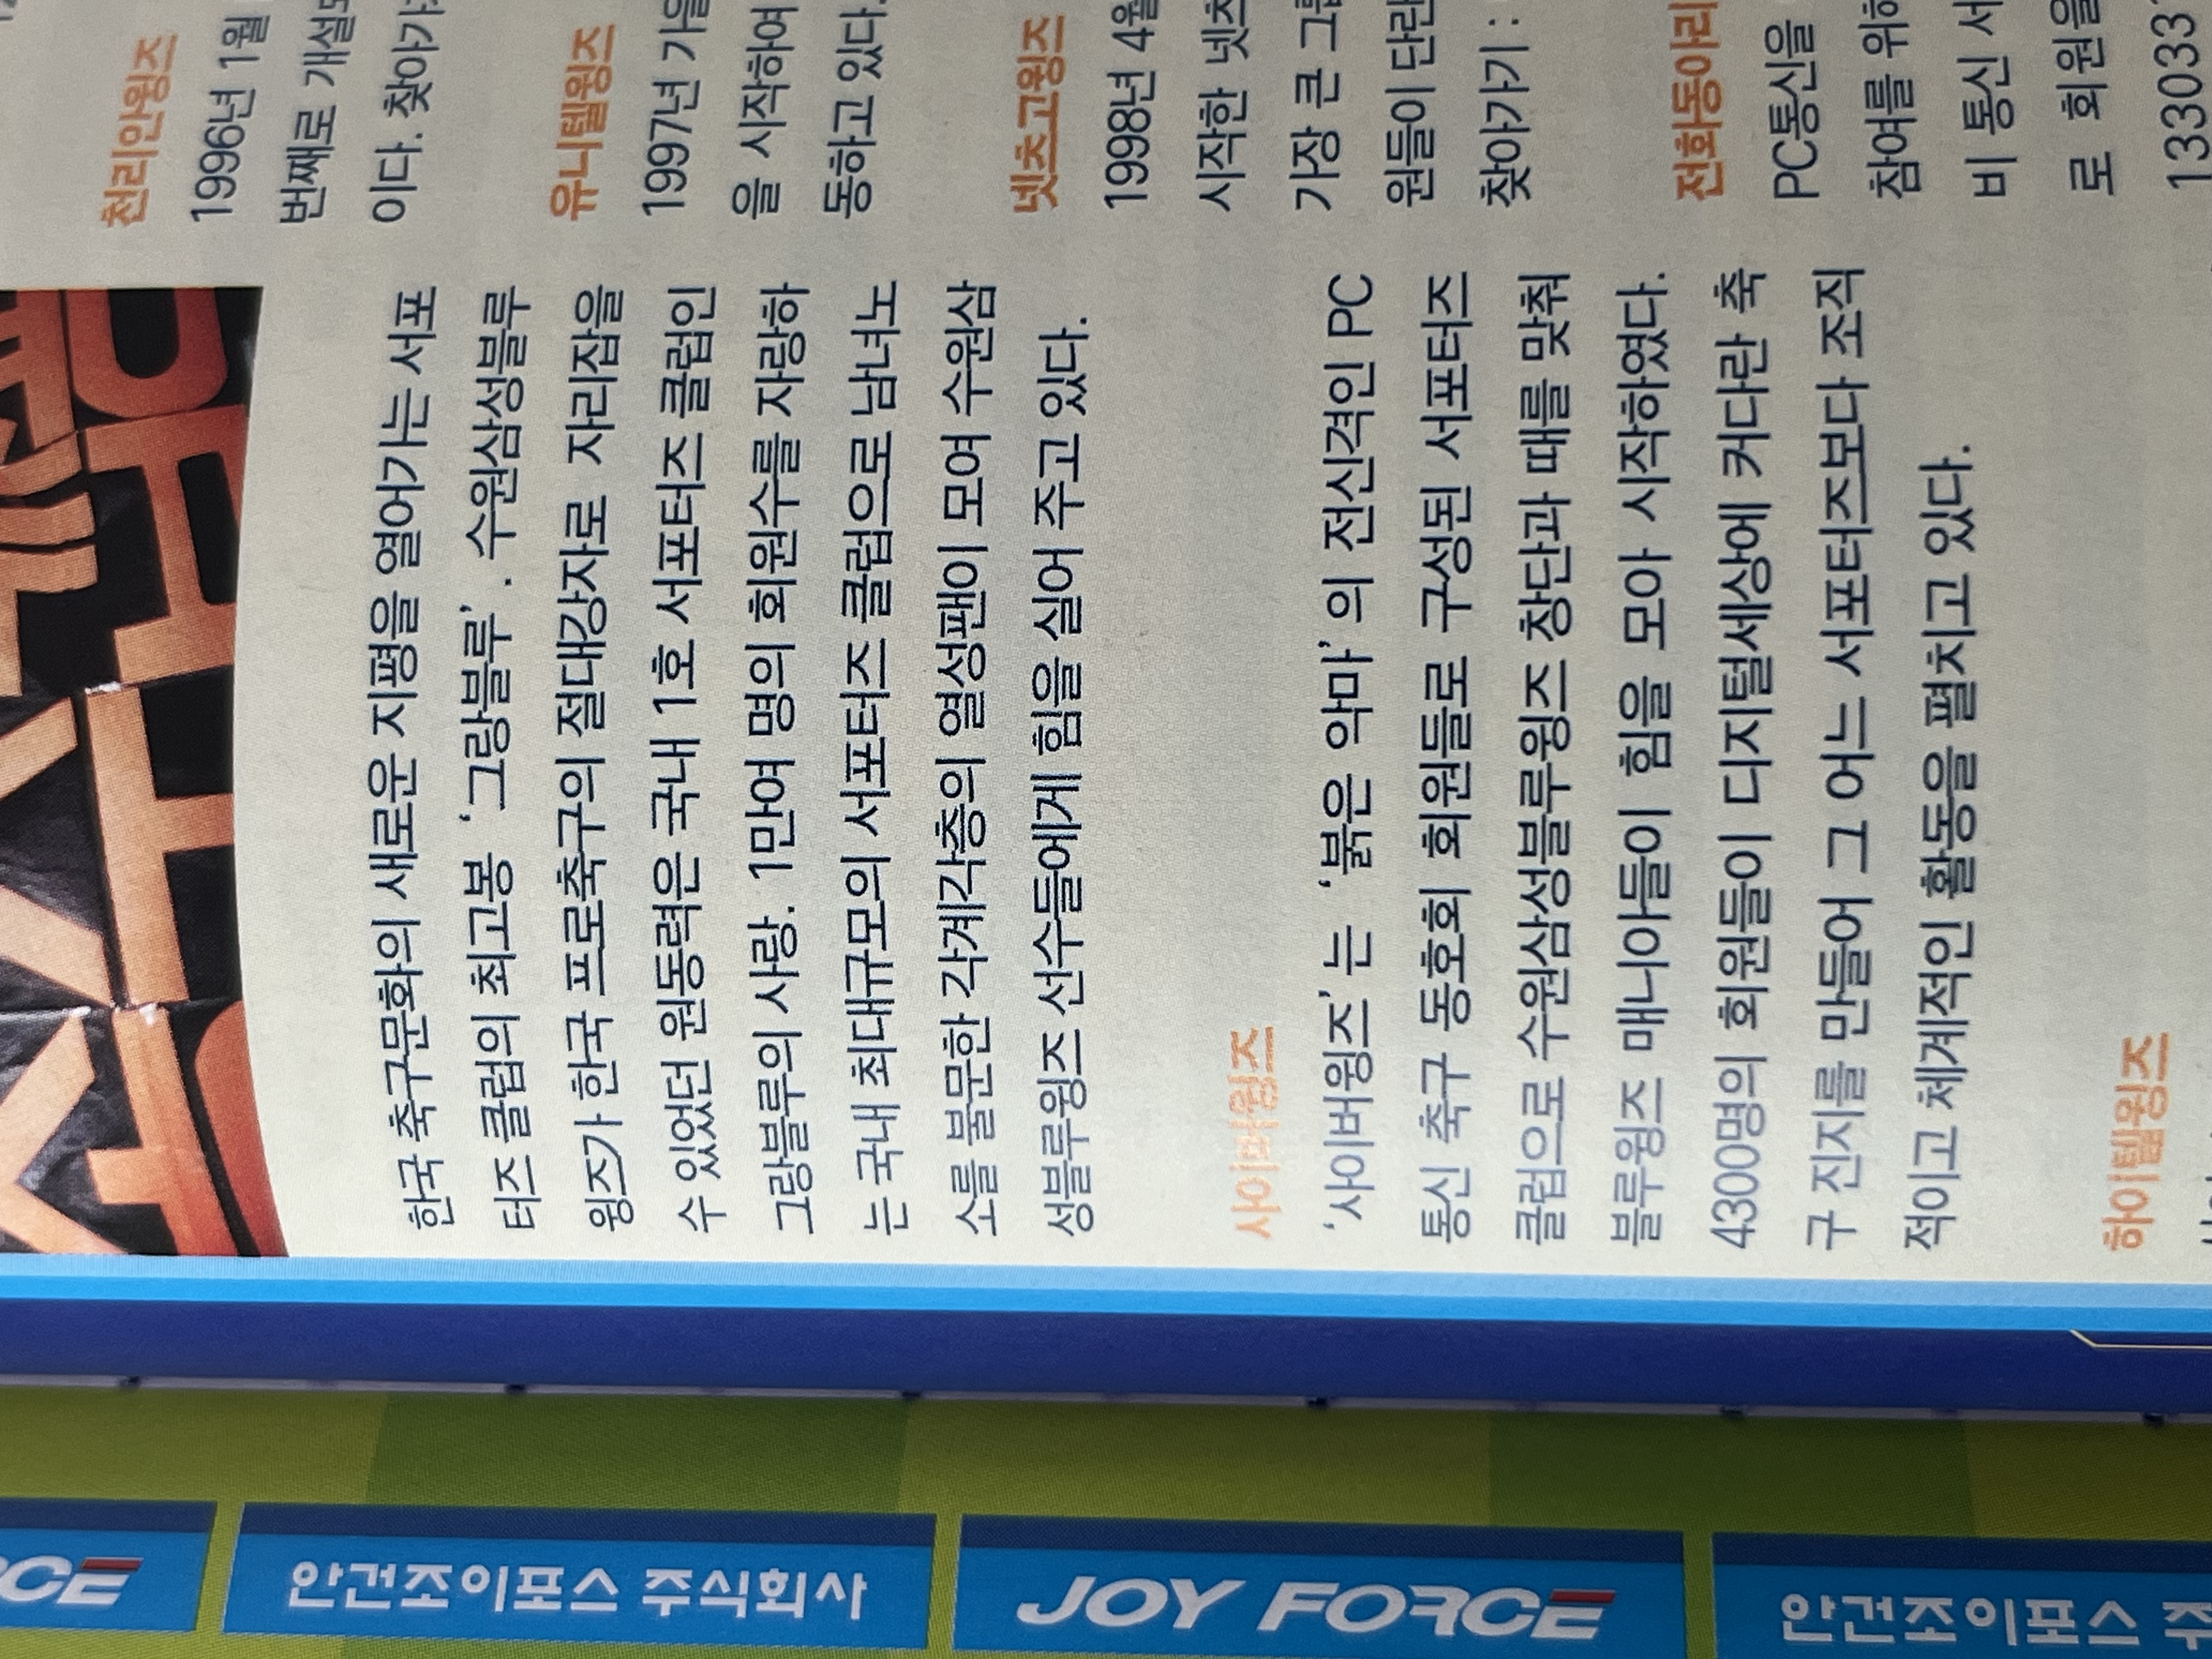 한국 축구문화의 새로운 지평을 열어가는 서포
터즈 클럽의 최고봉 ‘그랑블루’. 수원삼성블루
윙즈가 한국 프로축구의 절대강자로 자리잡을
수 있었던 원동력은 국내 1호 서포터즈 클럽인
그랑블루의 사랑. 1만여 명의 회원수를 자랑하
는 국내 최대규모의 서포터즈 클럽으로 남녀노
소를 불문한 각계각층의 열성팬이 모여 수원삼
성블루윙즈 선수들에게 힘을 실어 주고 있다.
사이버윙즈
‘사이버윙즈’는 ‘붉은 악마’의 전신격인 PC
통신 축구 동호회 회원들로 구성된 서포터즈
클럽으로 수원삼성블루윙즈 창단과 때를 맞춰
블루윙즈 매니아들이 힘을 모아 시작하였다.
4300명의 회원들이 디지털세상에 커다란 축
구 진지를 만들어 그 어느 서포터즈보다 조직
적이고 체계적인 활동을 펼치고 있다.
하이텔윙즈
천리안윙즈
1996년 1월
번째로
이다. 찾아가
유니텔윙즈
1997년
을 시작하여
동하고 있다.
넷츠고윙즈
1998년 4월
시작한
가장 큰
원들이
찾아가기 :
전화동아리
PC통신을
참여를
비 통신
로 회원을
133033
안건조이포스 주식회사
JOY FORCE
안건조이포스